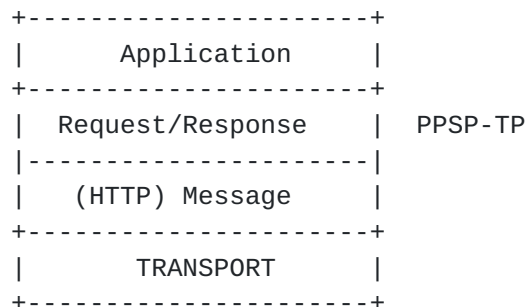 +----------------------+
|      Application     |
+----------------------+
|  Request/Response    |  PPSP-TP
|----------------------|
|   (HTTP) Message     |
+----------------------+
|       TRANSPORT      |
+----------------------+